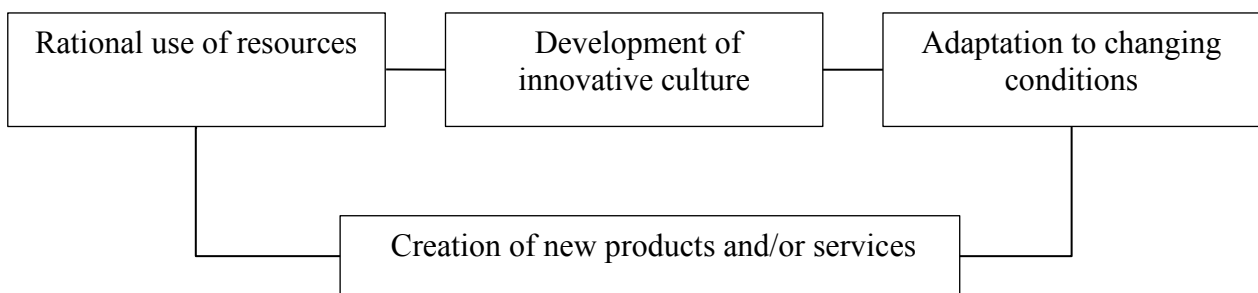 Rational use of resources
Development of
innovative culture
Adaptation to changing
conditions
Creation of new products and/or services